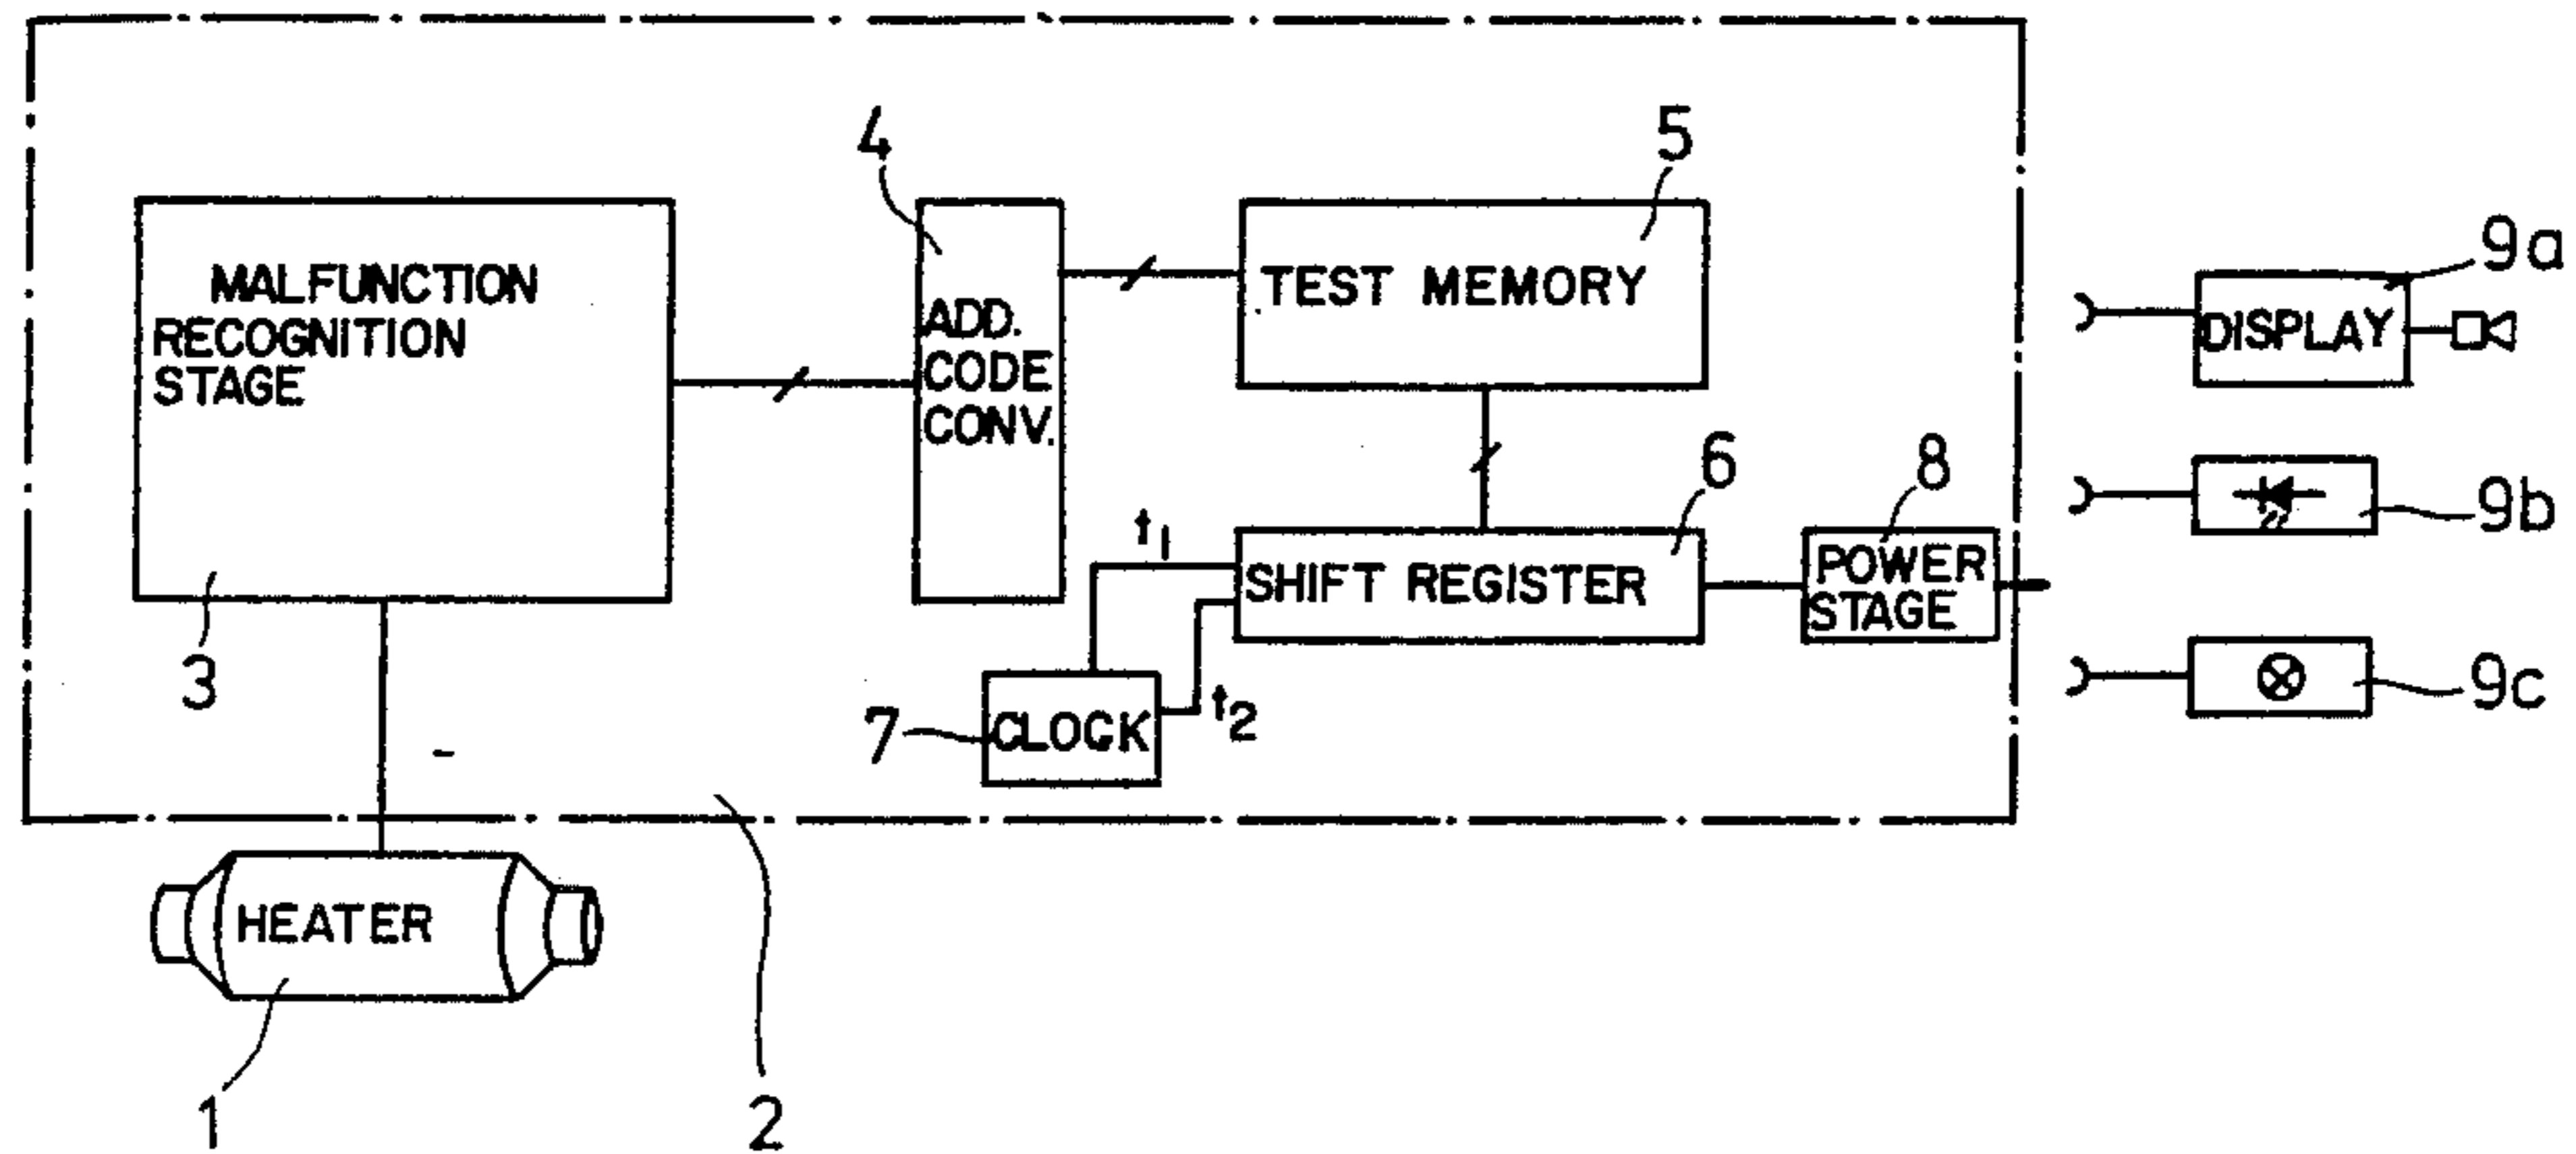 4
5
9a
MALFUNCTION
RECOGNITION
STAGE
ADD.
CODE
CONV.
TEST MEMORY
DISPLAY
t1
6
8
9b
SHIFT REGISTER
POWER
STAGE
3
7
CLOCK
t2
9c
HEATER
1
2